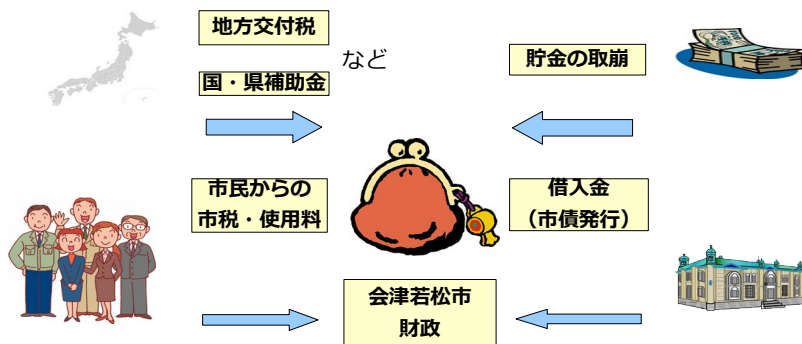 地方交付税
など
国・県補助金
貯金の取崩
市民からの
市税・使用料
借入金
（市債発行）
会津若松市
財政